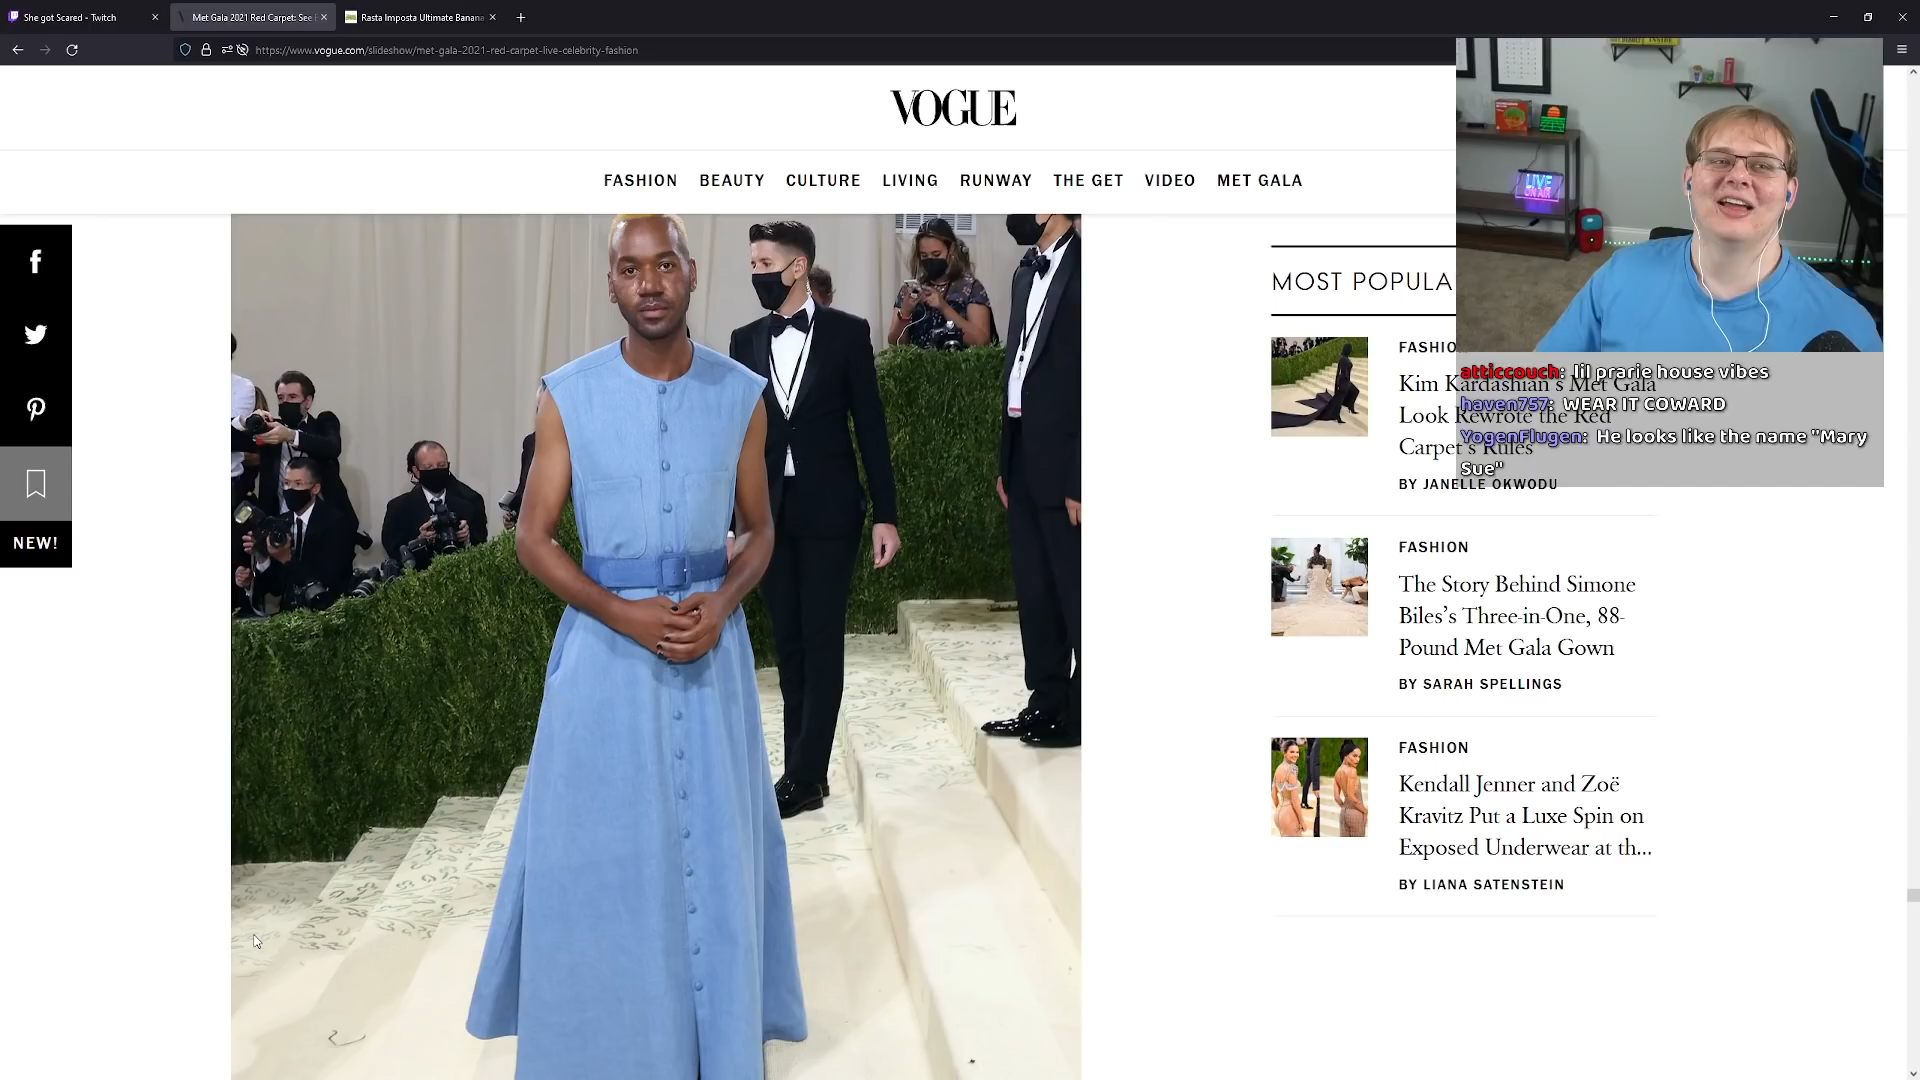 She got Scared - Twitch
Met Gala 2021 Red Carpet: See
Rasta Imposta Ultimate Banana
https://www.vogue.com/slideshow/met-gala-2021-red-carpet-live-celebrity-fashion
VOGUE
FASHION BEAUTY CULTURE LIVING RUNWAY THE GET VIDEO MET GALA
NEW!
MOST POPULA
FASHIO
Kim Kardashian's Met Gala
Look Rewrote the Red
Carpet's Rules
BY JANELLE OKWODU
FASHION
The Story Behind Simone
Biles's Three-in-One, 88-
Pound Met Gala Gown
BY SARAH SPELLINGS
FASHION
Kendall Jenner and Zoë
Kravitz Put a Luxe Spin on
Exposed Underwear at th...
BY LIANA SATENSTEIN
LIVE
ON AIR
atticcouch: lil prarie house vibes
haven757: WEAR IT COWARD
YogenFlugen: He looks like the name "Mary
Sue"